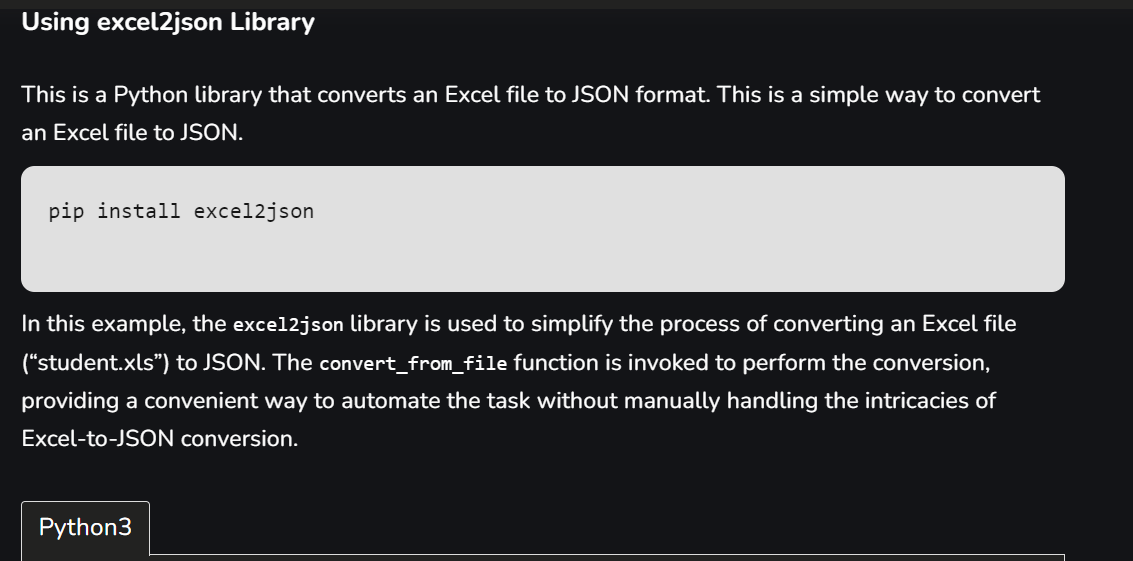 Using excel2json Library
This is a Python library that converts an Excel file to JSON format. This is a simple way to convert
an Excel file to JSON.
pip install excel2json
In this example, the excel2json library is used to simplify the process of converting an Excel file
(“student.xls”) to JSON. The convert_from_file function is invoked to perform the conversion,
providing a convenient way to automate the task without manually handling the intricacies of
Excel-to-JSON conversion.
Python3